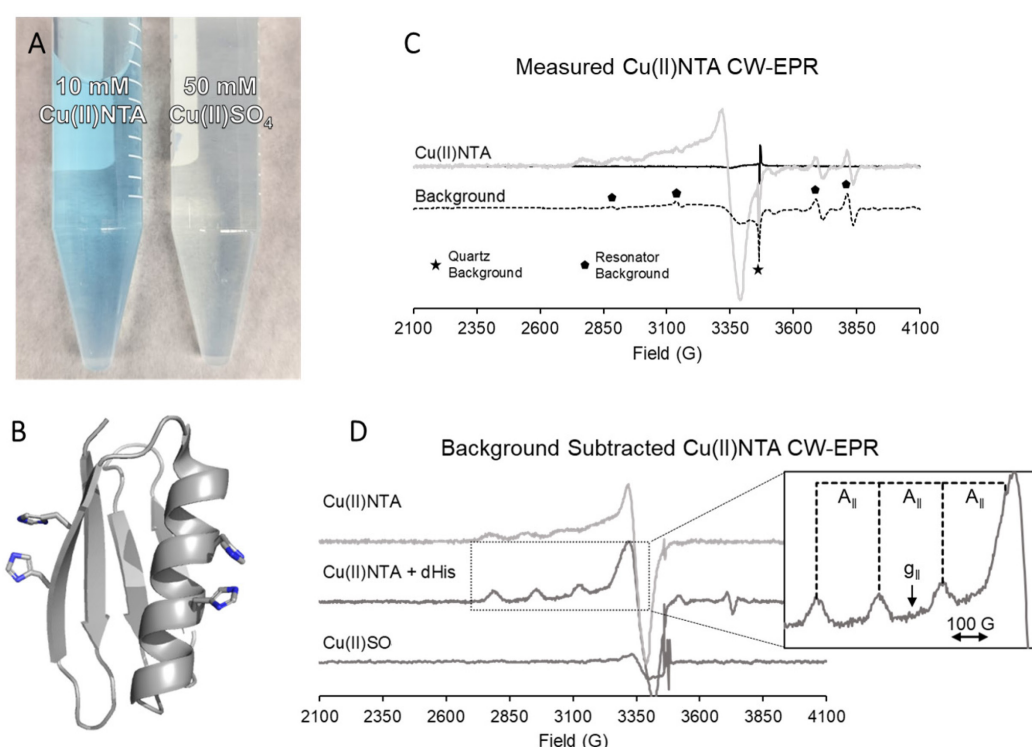 A
10 mM
Cu(II)NTA
50 mM
Cu(II)SO4
B
C
Measured Cu(II)NTA CW-EPR
Cu(II)NTA
Background
Quartz
Background
Resonator
Background
2100 2350 2600 2850 3140 3350 3600 3850 4100
Field (G)
D
Background Subtracted Cu(II)NTA CW-EPR
Cu(II)NTA
Cu(II)NTA + dHis
Cu(II)SO
A|| A|| A||
g||
100 G
2100 2350 2600 2850 3140 3350 3600 3850 4100
Field (G)